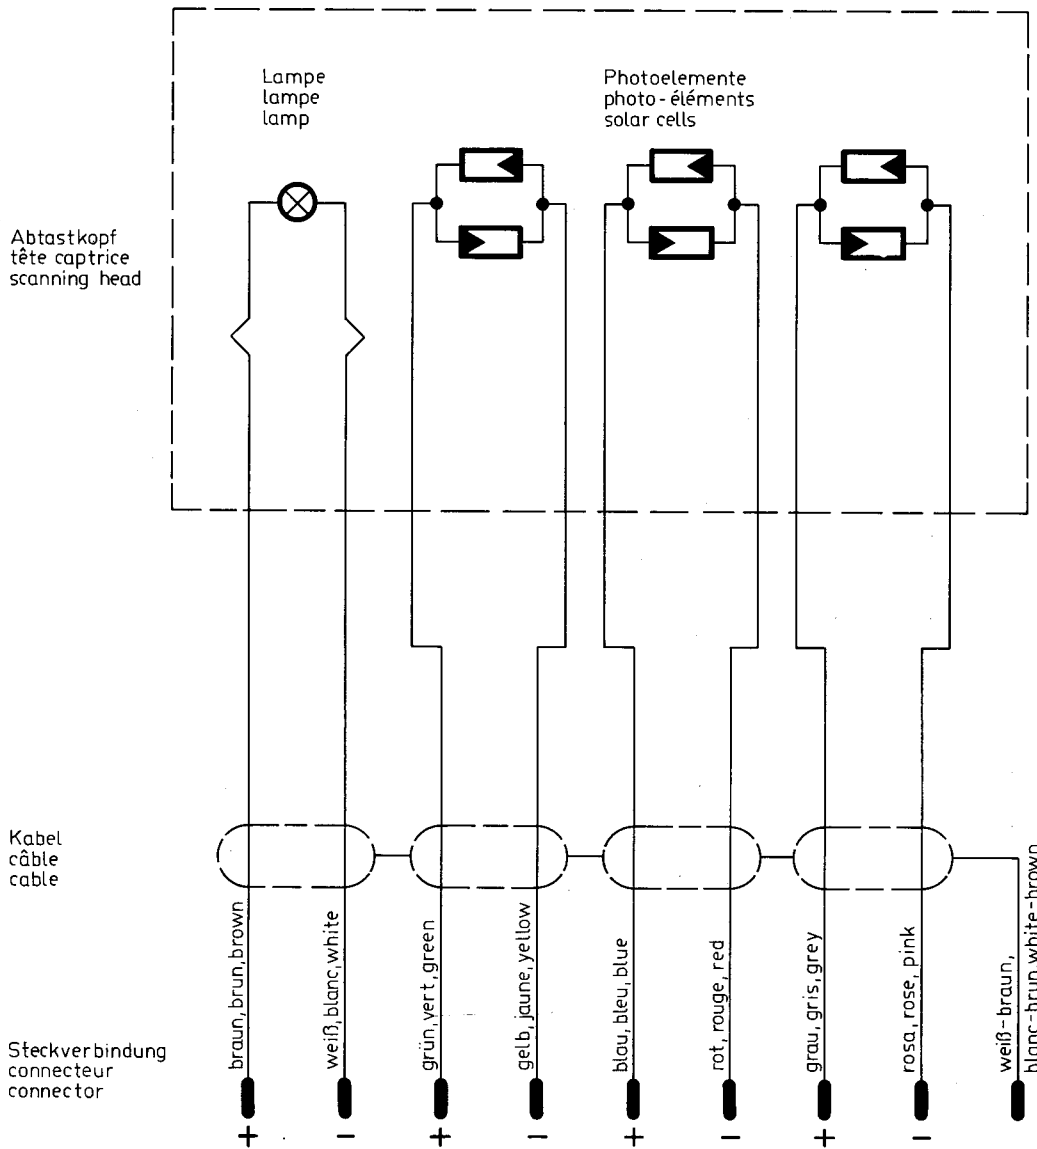 Lampe
lampe
lamp
Photoelemente
photo-éléments
solar cells
Abtastkopf
tête captrice
scanning head
Kabel
câble
cable
braun, brun, brown
weiß, blanc, white
grün, vert, green
gelb, jaune, yellow
blau, bleu, blue
rot, rouge, red
grau, gris, grey
rosa, rose, pink
weiß-braun,
blanc-brun, white-brown
Steckverbindung
connecteur
connector
+ - + - + - + -